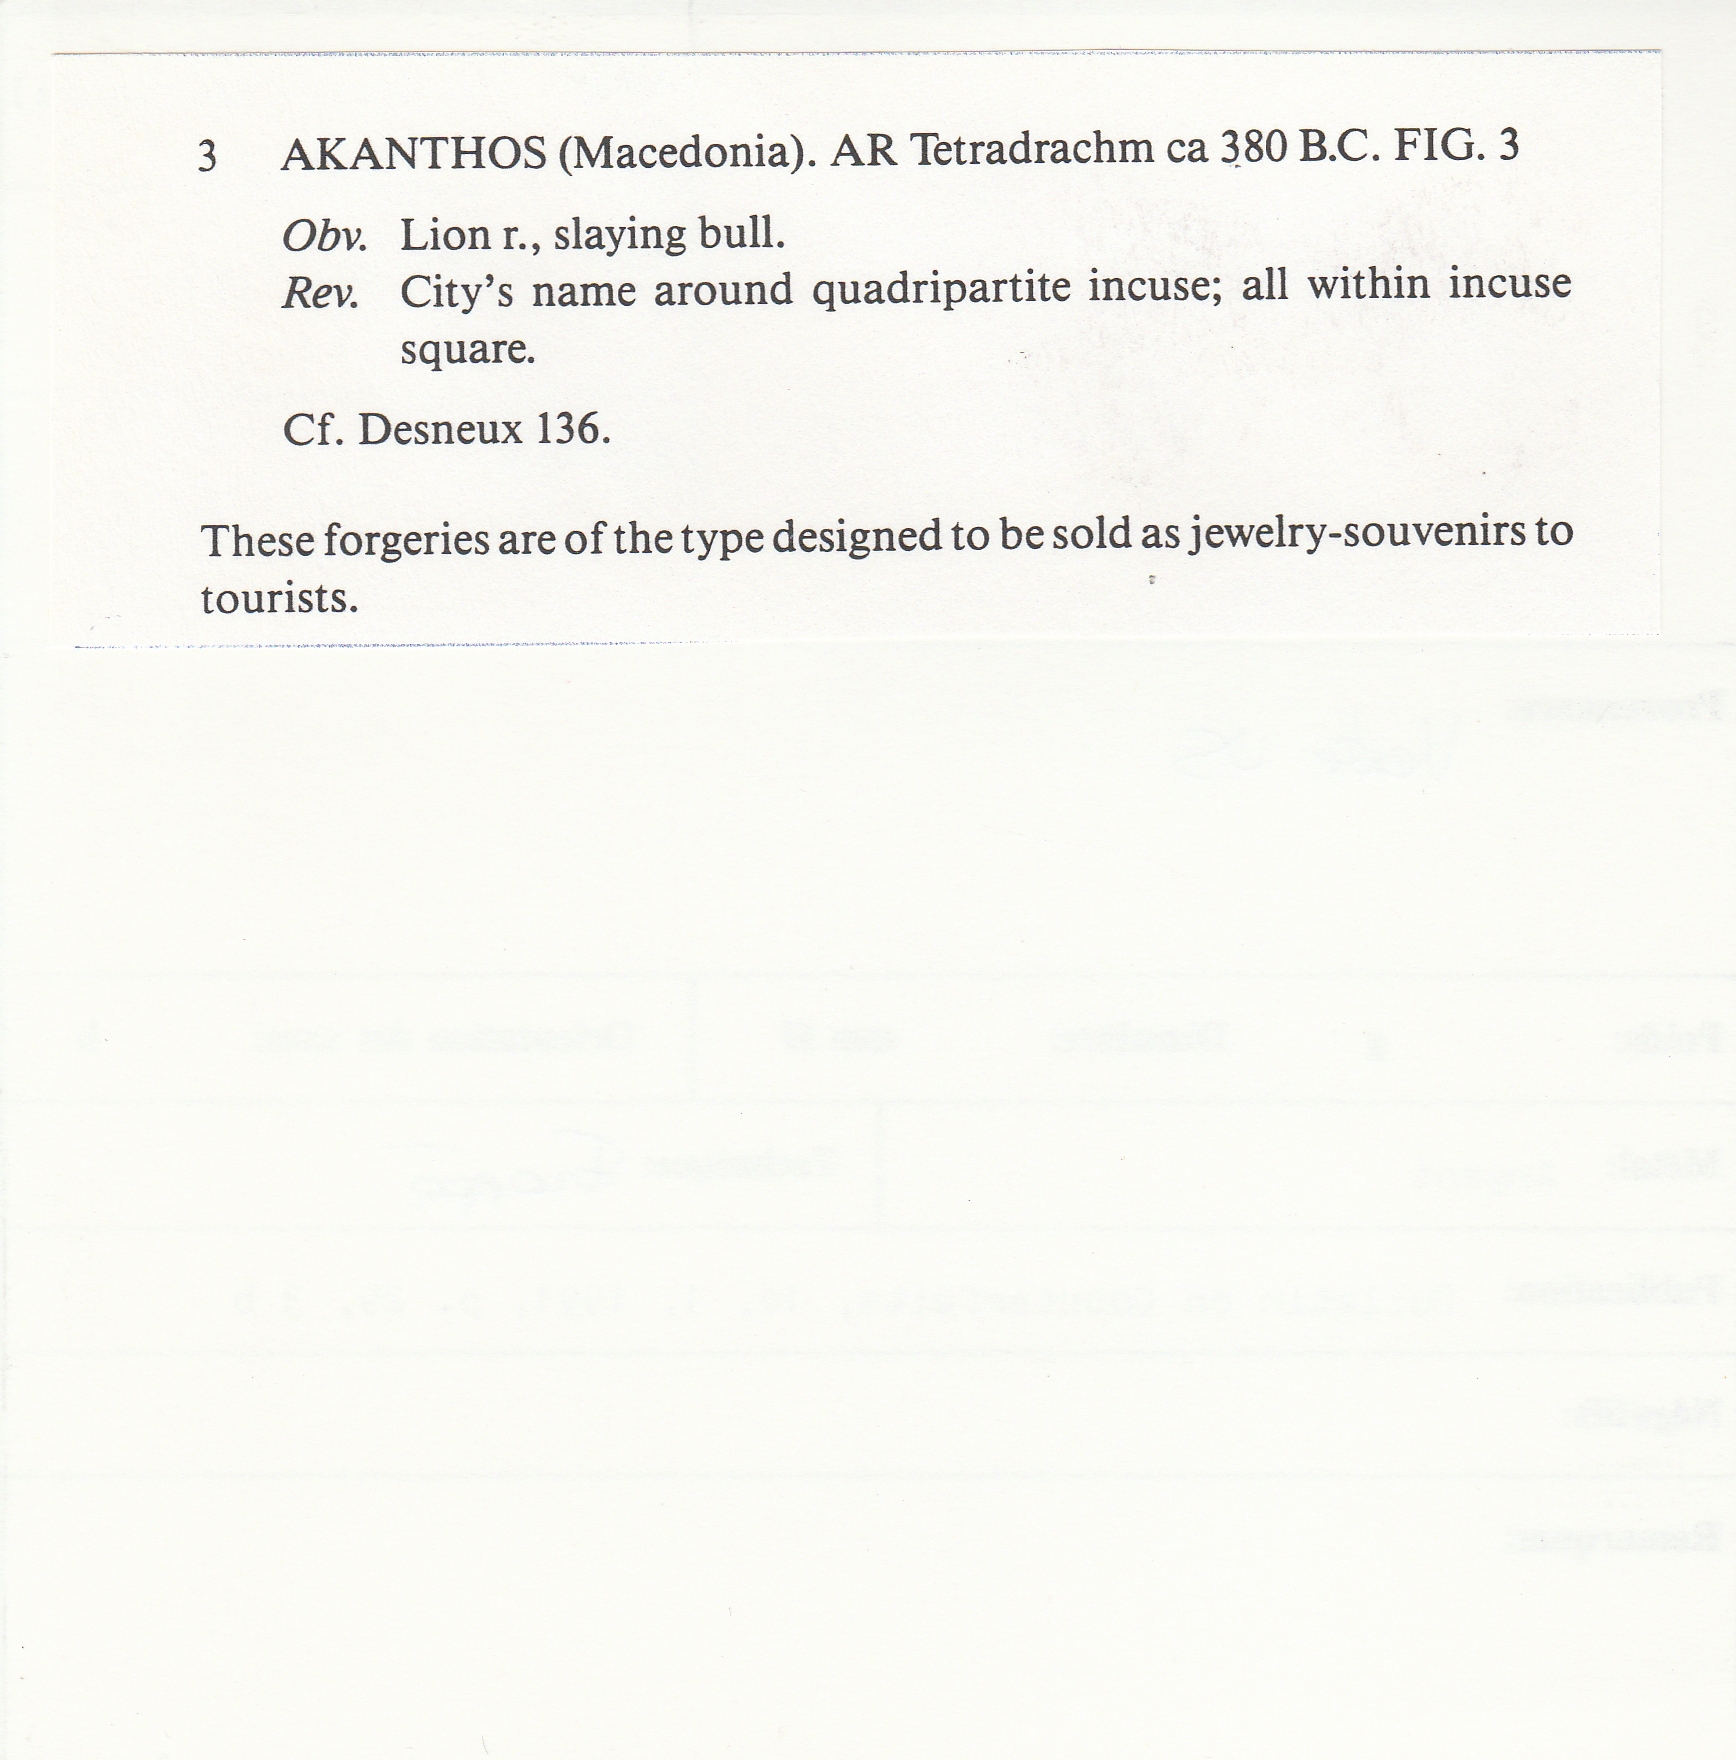 3 AKANTHOS (Macedonia). AR Tetradrachm ca 380 B.C. FIG. 3
Obv. Lion r., slaying bull.
Rev. City's name around quadripartite incuse; all within incuse
square.
Cf. Desneux 136.
These forgeries are of the type designed to be sold as jewelry-souvenirs to
tourists.